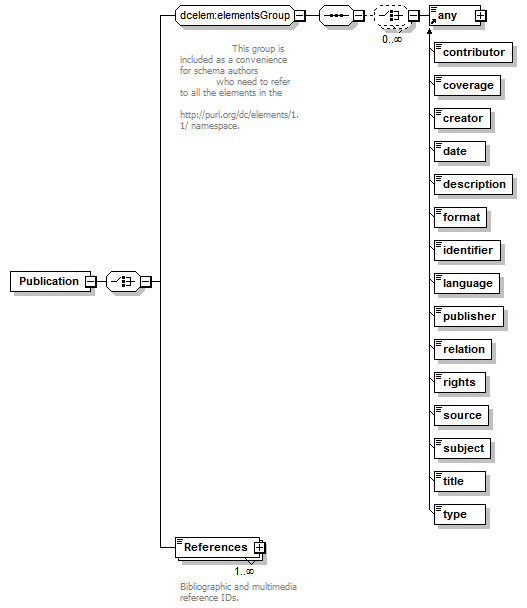 dcelem:elementsGroup
any
0..∞
This group is
included as a convenience
for schema authors
who need to refer
to all the elements in the
http://purl.org/dc/elements/1.
1/ namespace.
contributor
coverage
creator
date
description
format
identifier
Publication
language
publisher
relation
rights
source
subject
title
type
References
1..∞
Bibliographic and multimedia
reference IDs.